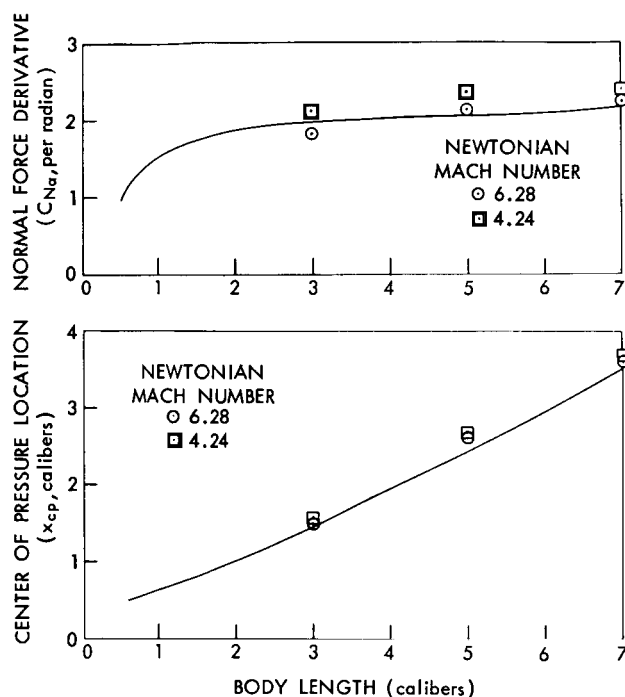 NORMAL FORCE DERIVATIVE
(CNα, per radian)
3
2
1
0
NEWTONIAN
MACH NUMBER
6.28
4.24
0 1 2 3 4 5 6 7
CENTER OF PRESSURE LOCATION
(xcp, calibers)
4
3
2
1
0
NEWTONIAN
MACH NUMBER
6.28
4.24
0 1 2 3 4 5 6 7
BODY LENGTH (calibers)